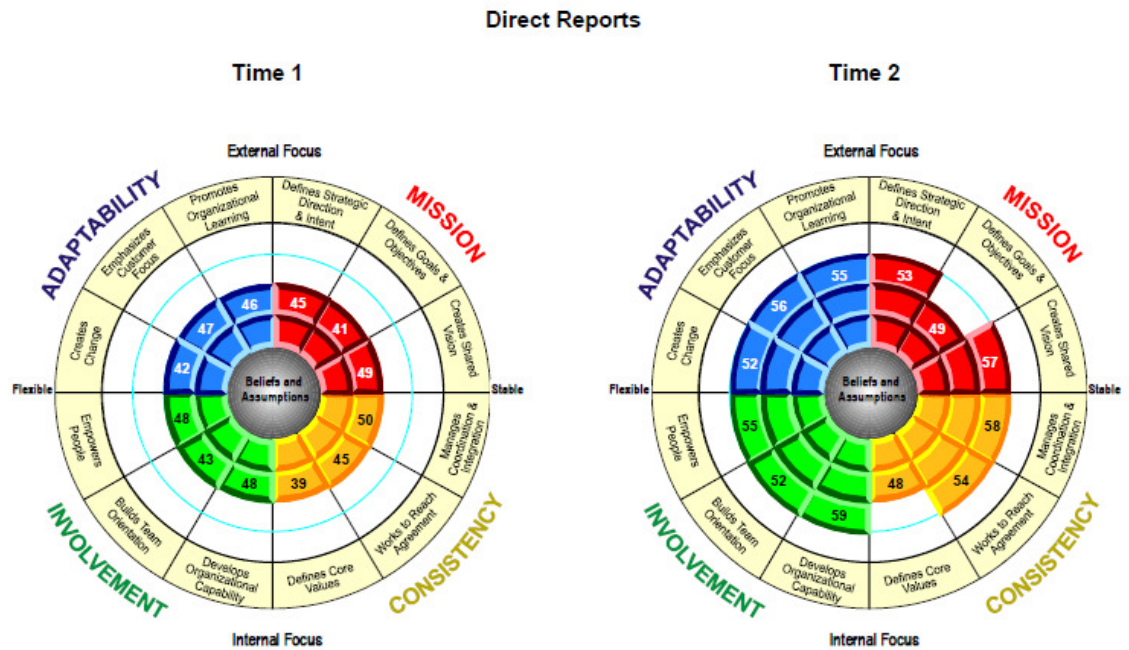 Direct Reports
Time 1
External Focus
ADAPTABILITY
MISSION
Promotes
Organizational
Learning
Defines Strategic
Direction
& Intent
Emphasizes
Customer
Focus
Defines Goals &
Objectives
Creates
Change
Creates Shared
Vision
46
45
47
41
42
49
Flexible
Beliefs and
Assumptions
Stable
48
50
43
45
48
39
Empowers
People
Manages
Coordination &
Integration
Builds Team
Orientation
Works to Reach
Agreement
Develops
Organizational
Capability
Defines Core
Values
INVOLVEMENT
CONSISTENCY
Internal Focus
Time 2
External Focus
ADAPTABILITY
MISSION
Promotes
Organizational
Learning
Defines Strategic
Direction
& Intent
Emphasizes
Customer
Focus
Defines Goals &
Objectives
Creates
Change
Creates Shared
Vision
55
53
56
49
52
57
Flexible
Beliefs and
Assumptions
Stable
55
58
52
54
59
48
Empowers
People
Manages
Coordination &
Integration
Builds Team
Orientation
Works to Reach
Agreement
Develops
Organizational
Capability
Defines Core
Values
INVOLVEMENT
CONSISTENCY
Internal Focus